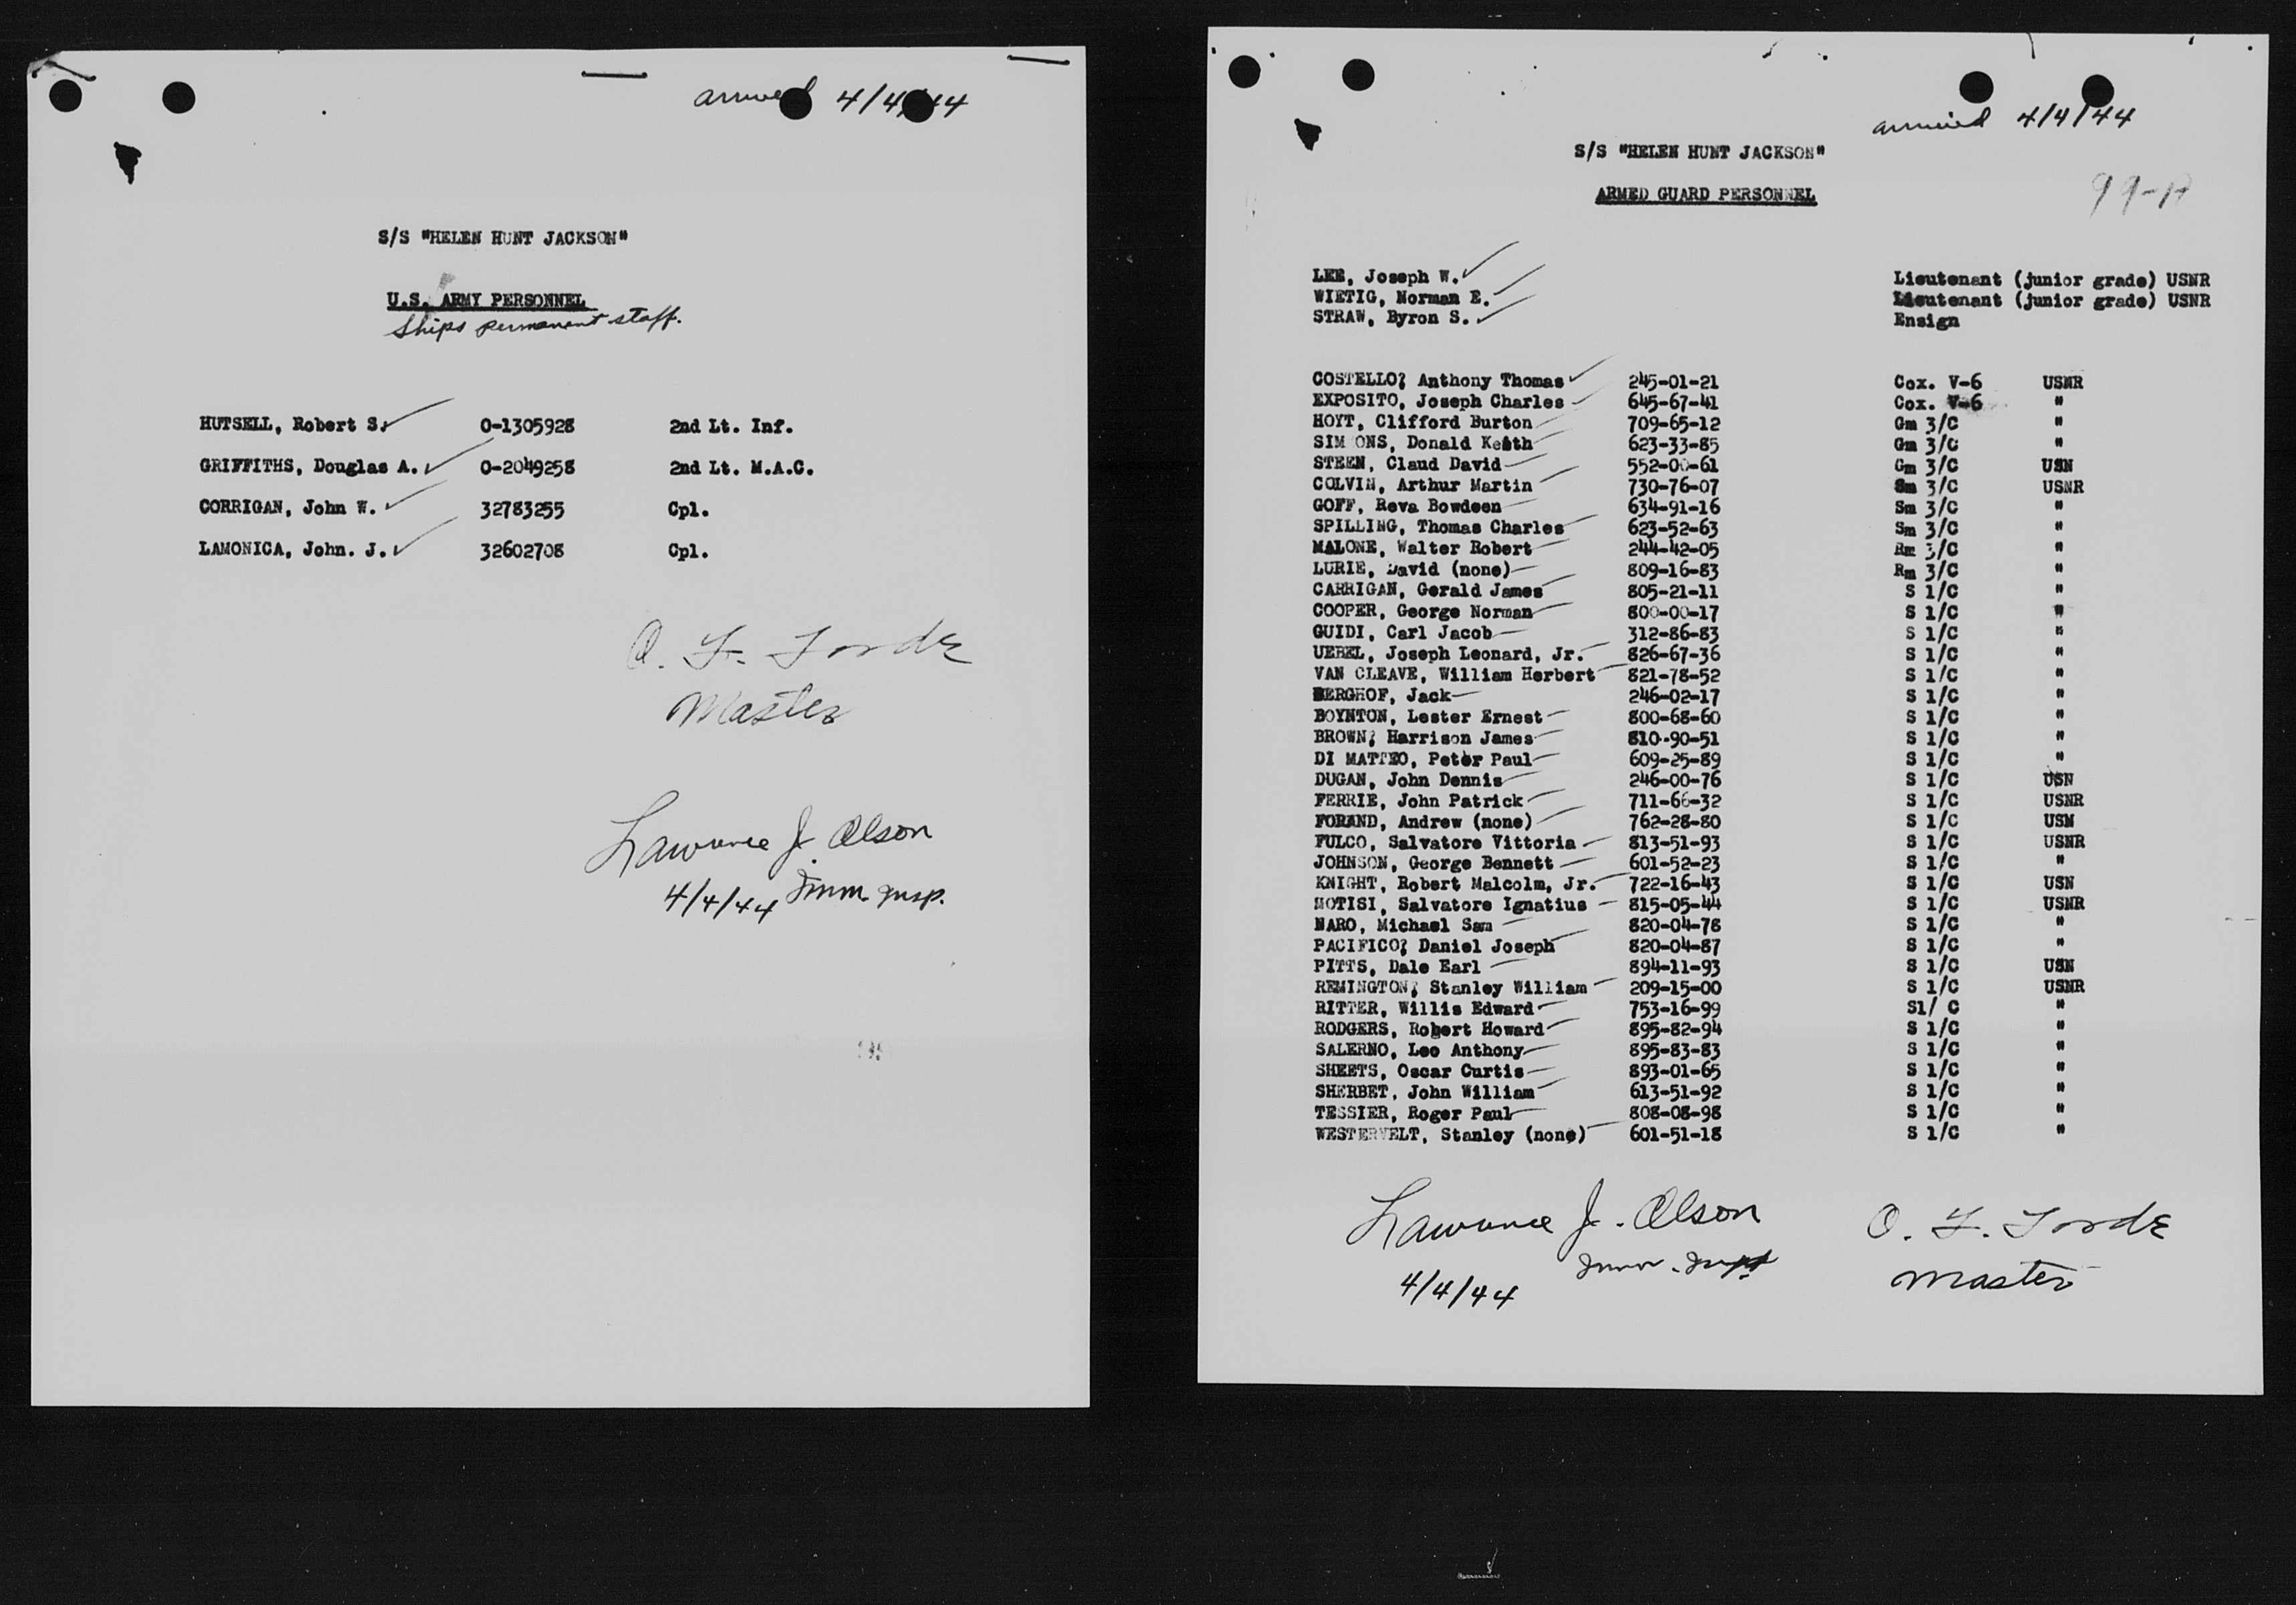 arrived 4/4/44
S/S "HELEN HUNT JACKSON"
U.S. ARMY PERSONNEL
Ships permanent staff.
HUTSELL, Robert S. O-1305928 2nd Lt. Inf.
GRIFFITHS, Douglas A. O-2049258 2nd Lt. M.A.C.
CORRIGAN, John W. 32783255 Cpl.
LAMONICA, John. J. 32602708 Cpl.
Master
Lawrence J. Olson
4/4/44 Imm. Insp.
arrived 4/4/44
S/S "HELEN HUNT JACKSON"
99-A
ARMED GUARD PERSONNEL
LEE, Joseph W. Lieutenant (junior grade) USNR
WIETIG, Norman E. Lieutenant (junior grade) USNR
STRAW, Byron S. Ensign
COSTELLO, Anthony Thomas 245-01-21 Cox. V-6 USNR
EXPOSITO, Joseph Charles 645-67-41 Cox. V-6 "
HOYT, Clifford Burton 709-65-12 Gm 3/C "
SIMMONS, Donald Keith 623-33-85 Gm 3/C "
STEEN, Claud David 552-00-61 Gm 3/C USN
COLVIN, Arthur Martin 730-76-07 Sm 3/C USNR
GOFF, Reva Bowdeen 634-91-16 Sm 3/C "
SPILLING, Thomas Charles 623-52-63 Sm 3/C "
MALONE, Walter Robert 244-42-05 Rm 3/C "
LURIE, David (none) 809-16-83 Rm 3/C "
CARRIGAN, Gerald James 805-21-11 S 1/C "
COOPER, George Norman 800-00-17 S 1/C "
GUIDI, Carl Jacob 312-86-83 S 1/C "
UEBEL, Joseph Leonard, Jr. 826-67-36 S 1/C "
VAN CLEAVE, William Herbert 821-78-52 S 1/C "
BERGHOF, Jack 246-02-17 S 1/C "
BOYNTON, Lester Ernest 800-68-60 S 1/C "
BROWN, Harrison James 810-90-51 S 1/C "
DI MATTEO, Peter Paul 609-25-89 S 1/C "
DUGAN, John Dennis 246-00-76 S 1/C USN
FERRIE, John Patrick 711-66-32 S 1/C USNR
FORAND, Andrew (none) 762-28-80 S 1/C USN
FULCO, Salvatore Vittoria 813-51-93 S 1/C USNR
JOHNSON, George Bennett 601-52-23 S 1/C "
KNIGHT, Robert Malcolm, Jr. 722-16-43 S 1/C USN
MOTISI, Salvatore Ignatius 815-05-44 S 1/C USNR
NARO, Michael Sam 820-04-78 S 1/C "
PACIFICO, Daniel Joseph 820-04-87 S 1/C "
PITTS, Dale Earl 894-11-93 S 1/C USN
REMINGTON, Stanley William 209-15-00 S 1/C USNR
RITTER, Willis Edward 753-16-99 S1/ C "
RODGERS, Robert Howard 895-82-94 S 1/C "
SALERNO, Leo Anthony 895-83-83 S 1/C "
SHEETS, Oscar Curtis 893-01-65 S 1/C "
SHERBET, John William 613-51-92 S 1/C "
TESSIER, Roger Paul 808-08-98 S 1/C "
WESTERVELT, Stanley (none) 601-51-18 S 1/C "
Lawrence J. Olson
Imm. Insp.
4/4/44
Master